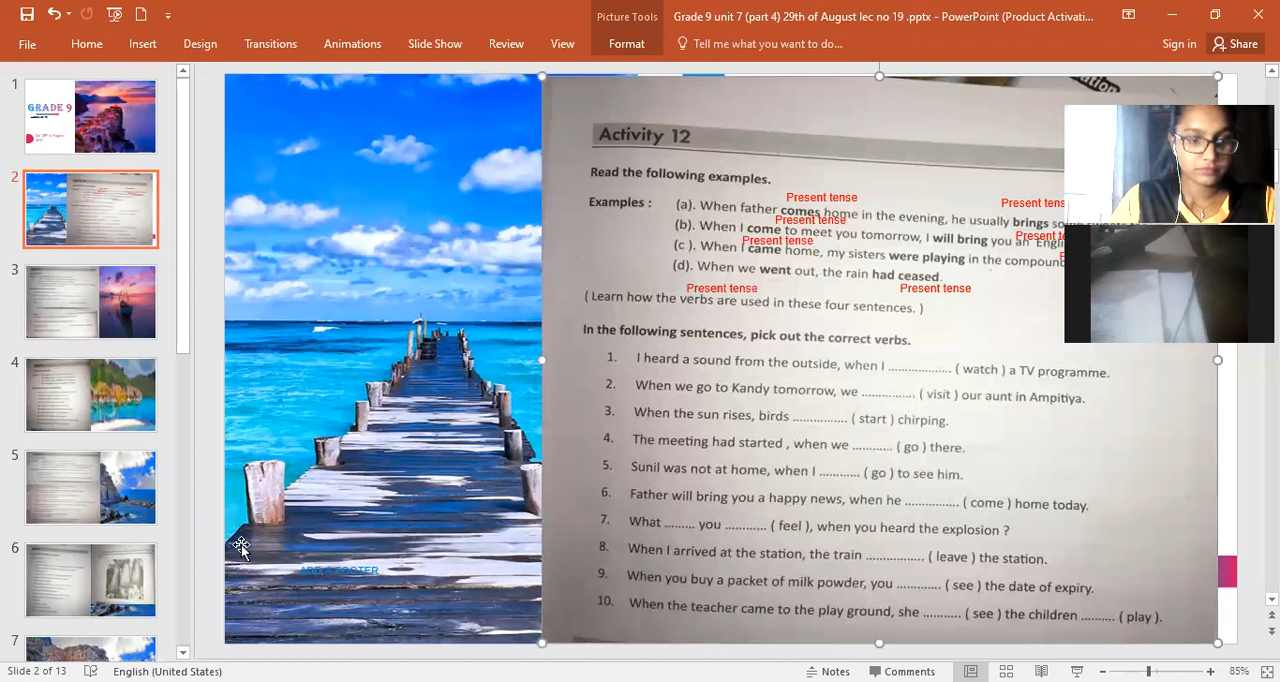 Picture Tools
Grade 9 unit 7 (part 4) 29th of August lec no 19 .pptx - PowerPoint (Product Activati...
File Home Insert Design Transitions Animations Slide Show Review View Format Tell me what you want to do... Sign in Share
1
GRADE 9
2
3
4
5
6
7
Activity 12
Read the following examples.
Present tense
Present tens
Examples : (a). When father comes home in the evening, he usually brings
Present tense
(b). When I come to meet you tomorrow, I will bring you an Engli
Present tense
Present te
(c ). When I came home, my sisters were playing in the compound
(d). When we went out, the rain had ceased.
Present tense
Present tense
( Learn how the verbs are used in these four sentences. )
In the following sentences, pick out the correct verbs.
1. I heard a sound from the outside, when I .................. ( watch ) a TV programme.
2. When we go to Kandy tomorrow, we ............... ( visit ) our aunt in Ampitiya.
3. When the sun rises, birds ............... ( start ) chirping.
4. The meeting had started , when we ........... ( go ) there.
5. Sunil was not at home, when I ........... ( go ) to see him.
6. Father will bring you a happy news, when he ............... ( come ) home today.
7. What ......... you ............ ( feel ), when you heard the explosion ?
8. When I arrived at the station, the train ................ ( leave ) the station.
9. When you buy a packet of milk powder, you ............ ( see ) the date of expiry.
10. When the teacher came to the play ground, she ........... ( see ) the children .......... ( play ).
ADD A FOOTER
Slide 2 of 13 English (United States) Notes Comments 85%